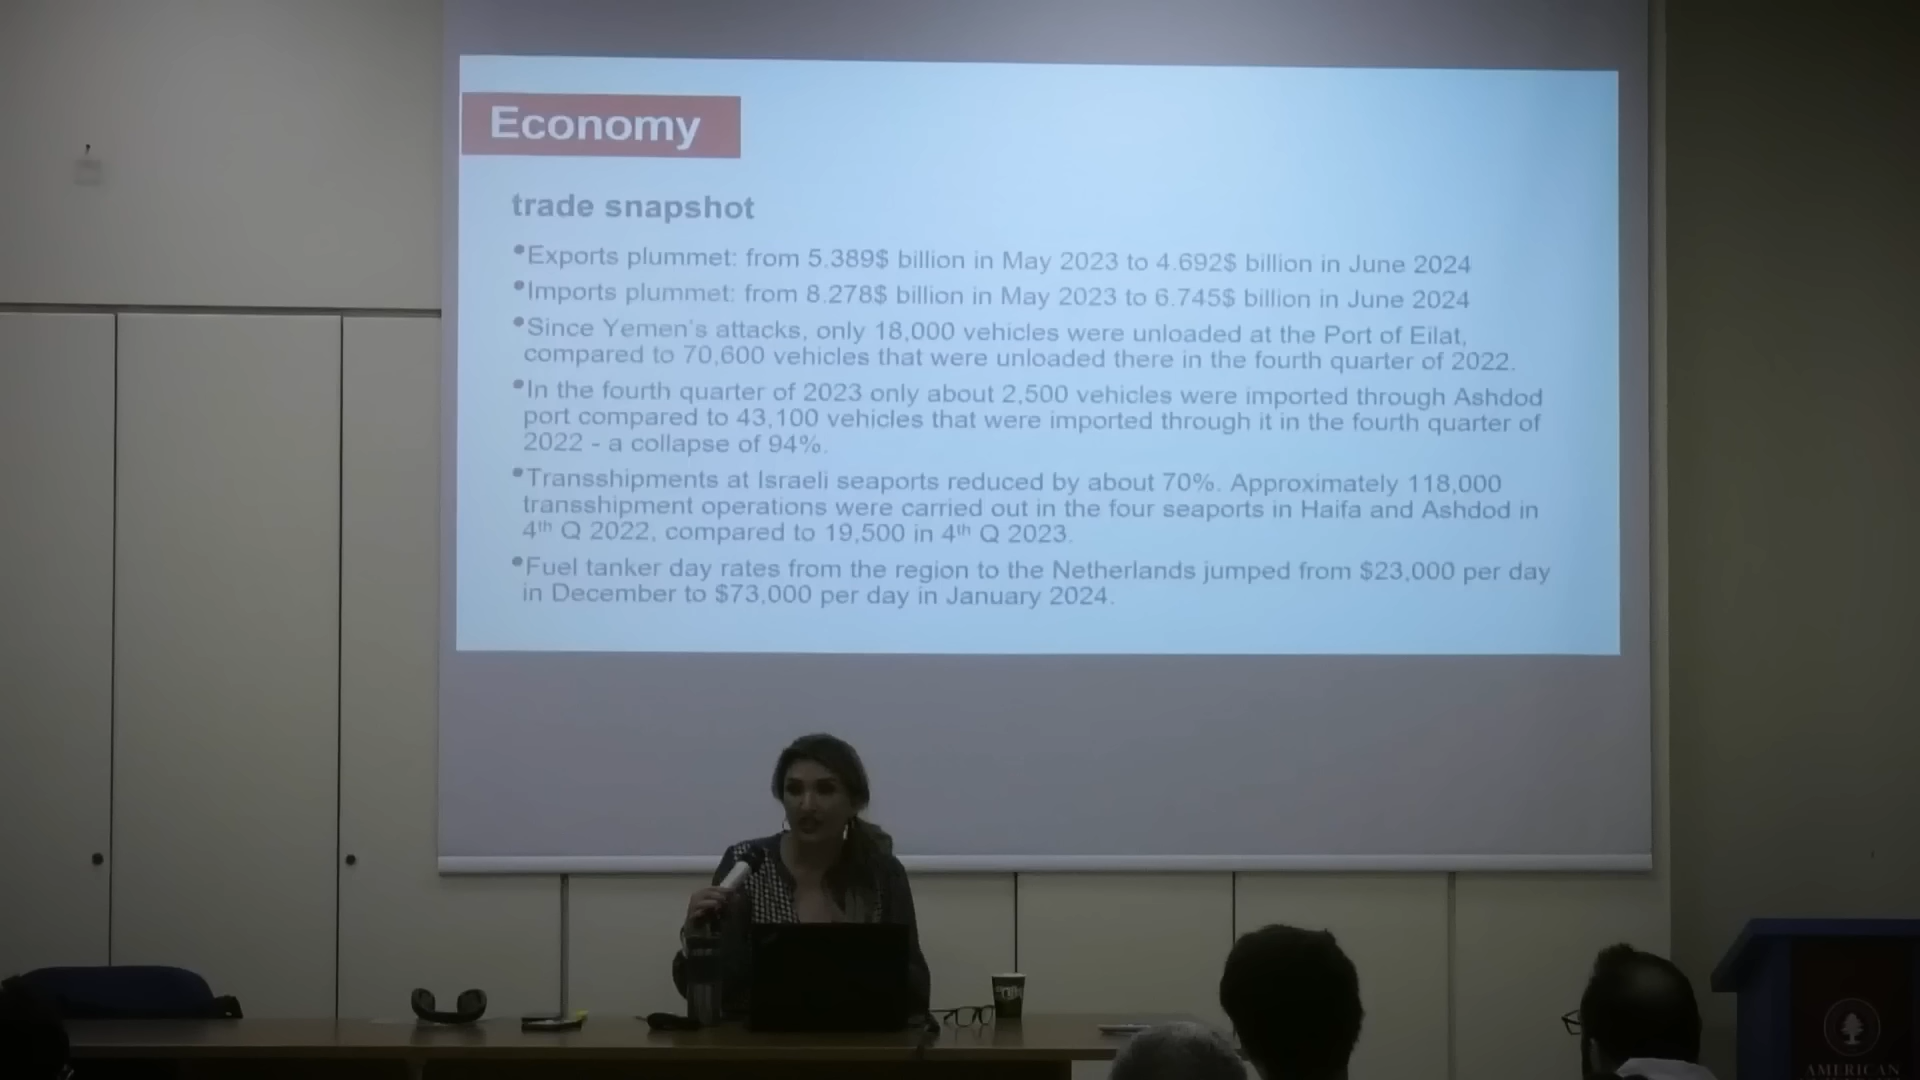 Economy
trade snapshot
•Exports plummet: from 5.389$ billion in May 2023 to 4.692$ billion in June 2024
•Imports plummet: from 8.278$ billion in May 2023 to 6.745$ billion in June 2024
•Since Yemen's attacks, only 18,000 vehicles were unloaded at the Port of Eilat,
compared to 70,600 vehicles that were unloaded there in the fourth quarter of 2022.
•In the fourth quarter of 2023 only about 2,500 vehicles were imported through Ashdod
port compared to 43,100 vehicles that were imported through it in the fourth quarter of
2022 - a collapse of 94%.
•Transshipments at Israeli seaports reduced by about 70%. Approximately 118,000
transshipment operations were carried out in the four seaports in Haifa and Ashdod in
4th Q 2022, compared to 19,500 in 4th Q 2023.
•Fuel tanker day rates from the region to the Netherlands jumped from $23,000 per day
in December to $73,000 per day in January 2024.
AMERICAN